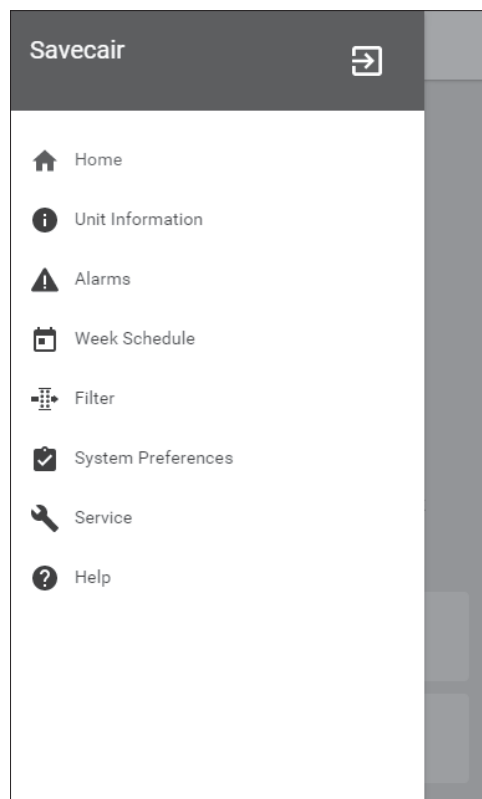 Savecair
Home
Unit Information
Alarms
Week Schedule
Filter
System Preferences
Service
Help